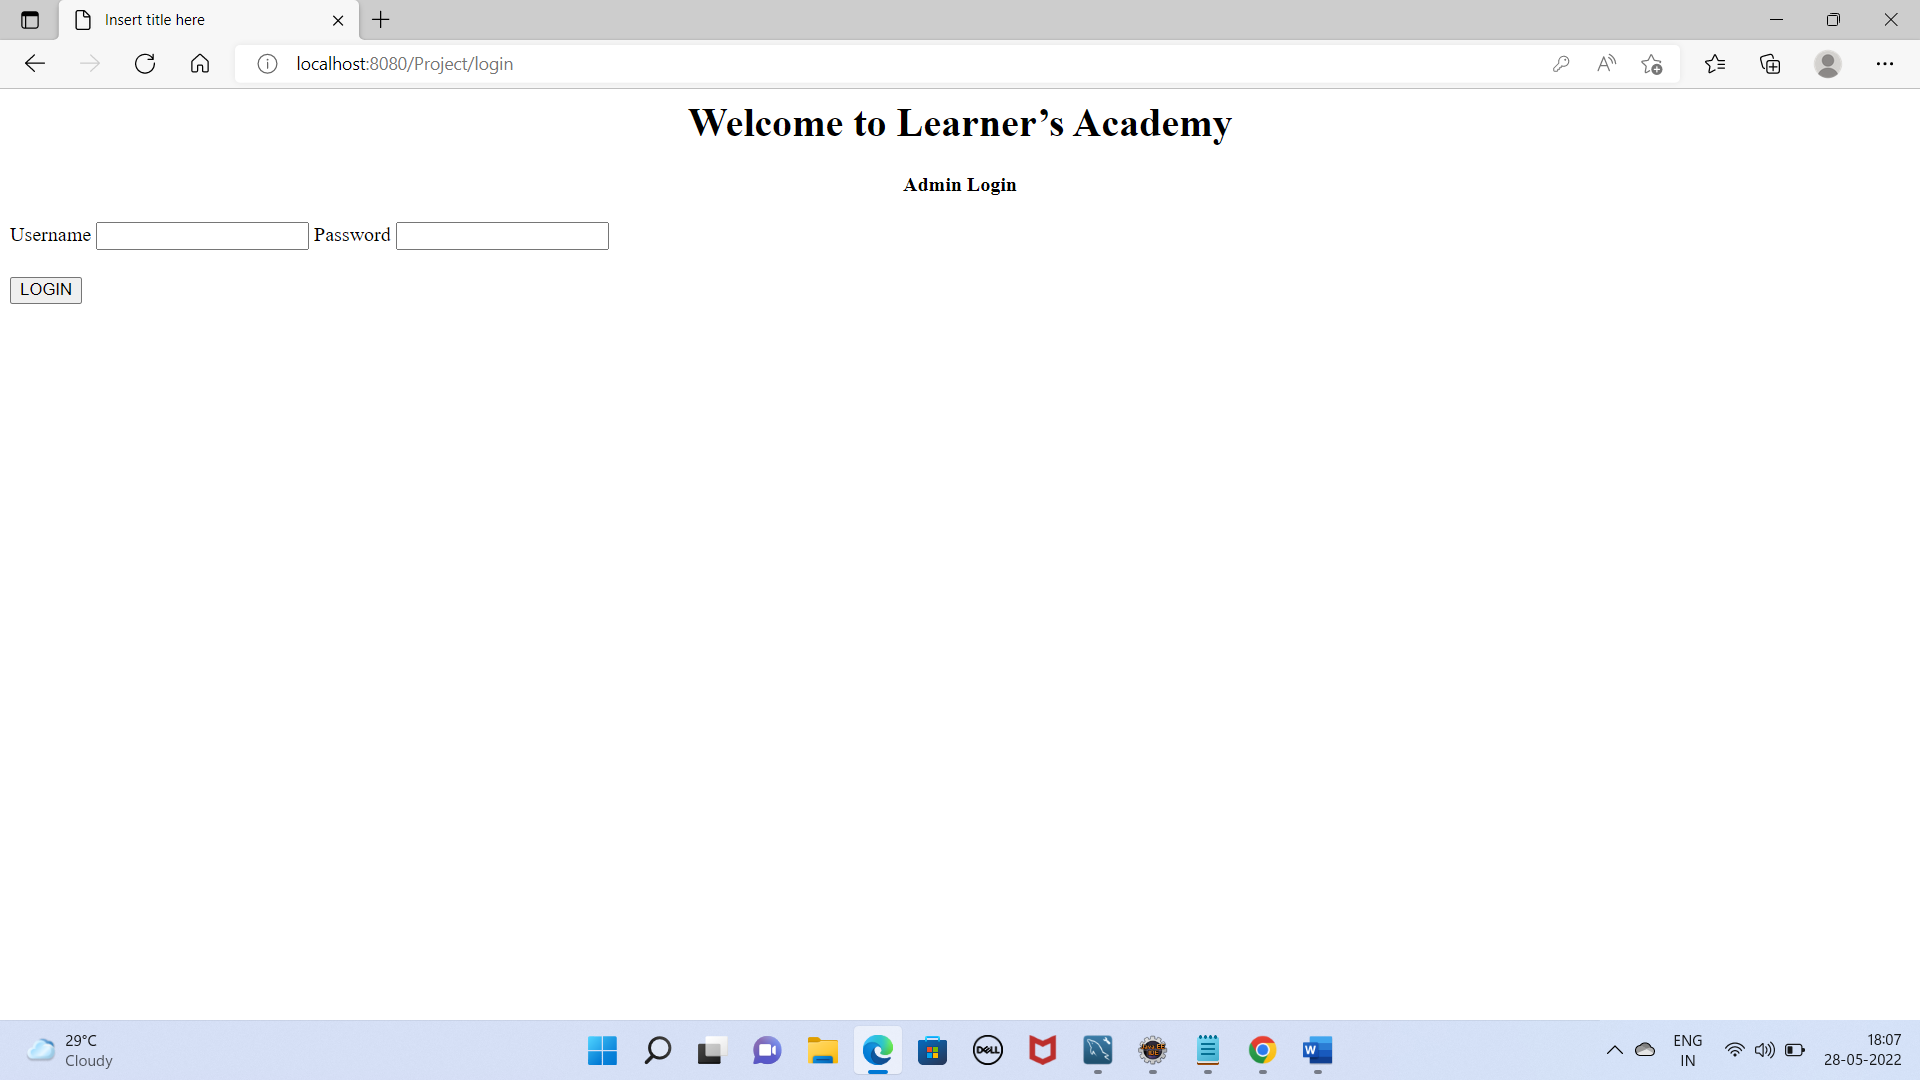 Insert title here
localhost:8080/Project/login
Welcome to Learner’s Academy
Admin Login
Username Password
LOGIN
29°C
Cloudy
DELL
W
ENG
IN
18:07
28-05-2022